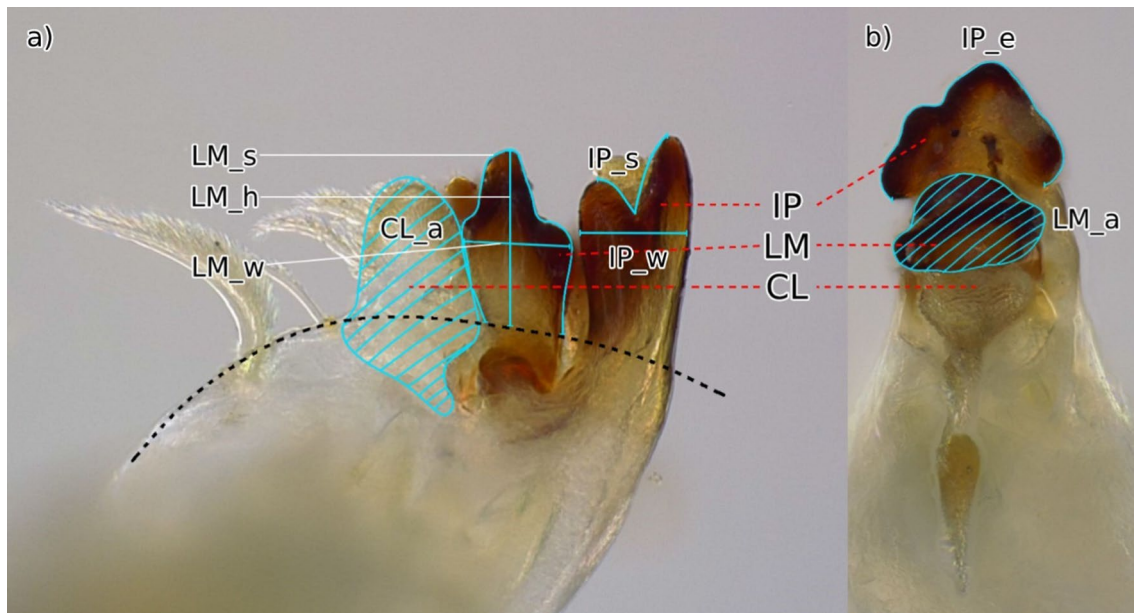 a)
b)
IP_e
LM_s
IP_s
LM_h
IP
CL_a
LM_a
LM
LM_w
IP_w
CL